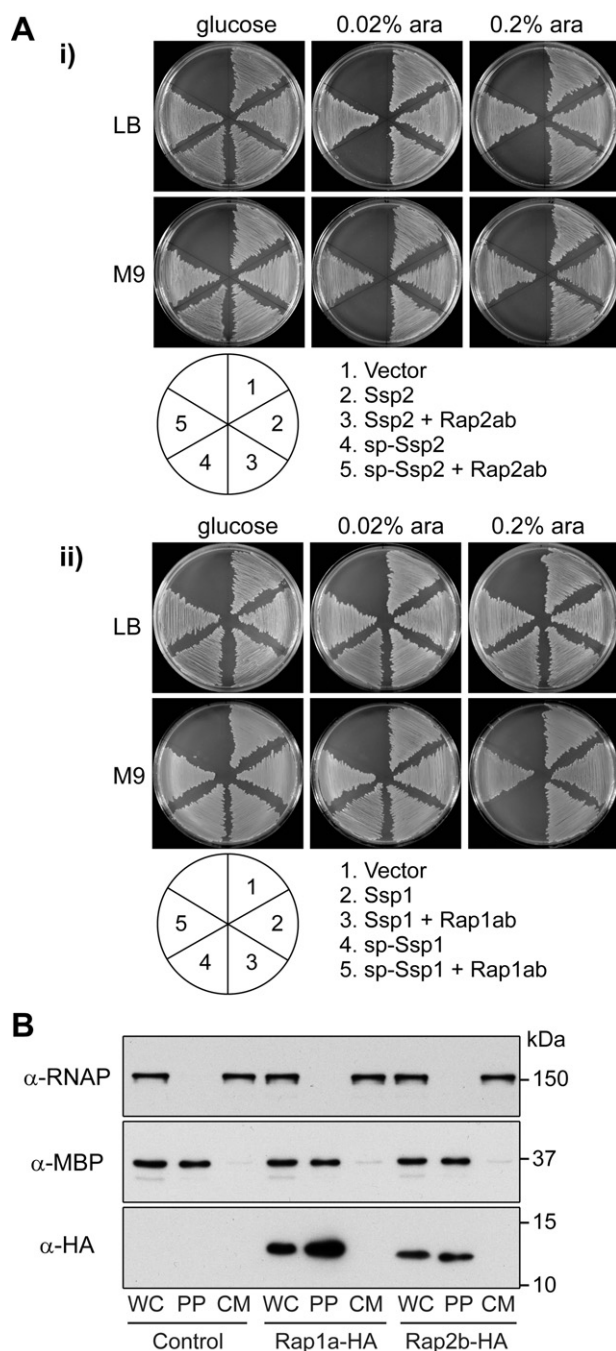 A
glucose 0.02% ara 0.2% ara
i)
LB
M9
1
2
3
4
5
1. Vector
2. Ssp2
3. Ssp2 + Rap2ab
4. sp-Ssp2
5. sp-Ssp2 + Rap2ab
glucose 0.02% ara 0.2% ara
ii)
LB
M9
1
2
3
4
5
1. Vector
2. Ssp1
3. Ssp1 + Rap1ab
4. sp-Ssp1
5. sp-Ssp1 + Rap1ab
B
kDa
α-RNAP 150
α-MBP 37
α-HA 15
10
WC PP CM WC PP CM WC PP CM
Control Rap1a-HA Rap2b-HA